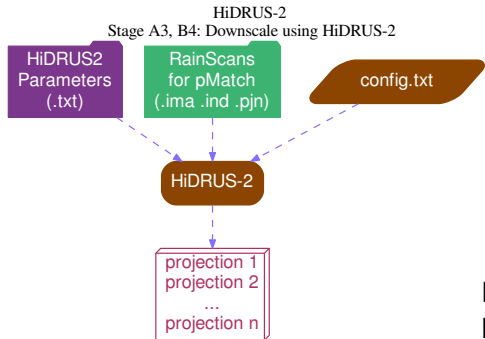 HiDRUS-2
Stage A3, B4: Downscale using HiDRUS-2
HiDRUS2
Parameters
(.txt)
RainScans
for pMatch
(.ima .ind .pjn)
config.txt
HiDRUS-2
projection 1
projection 2
...
projection n